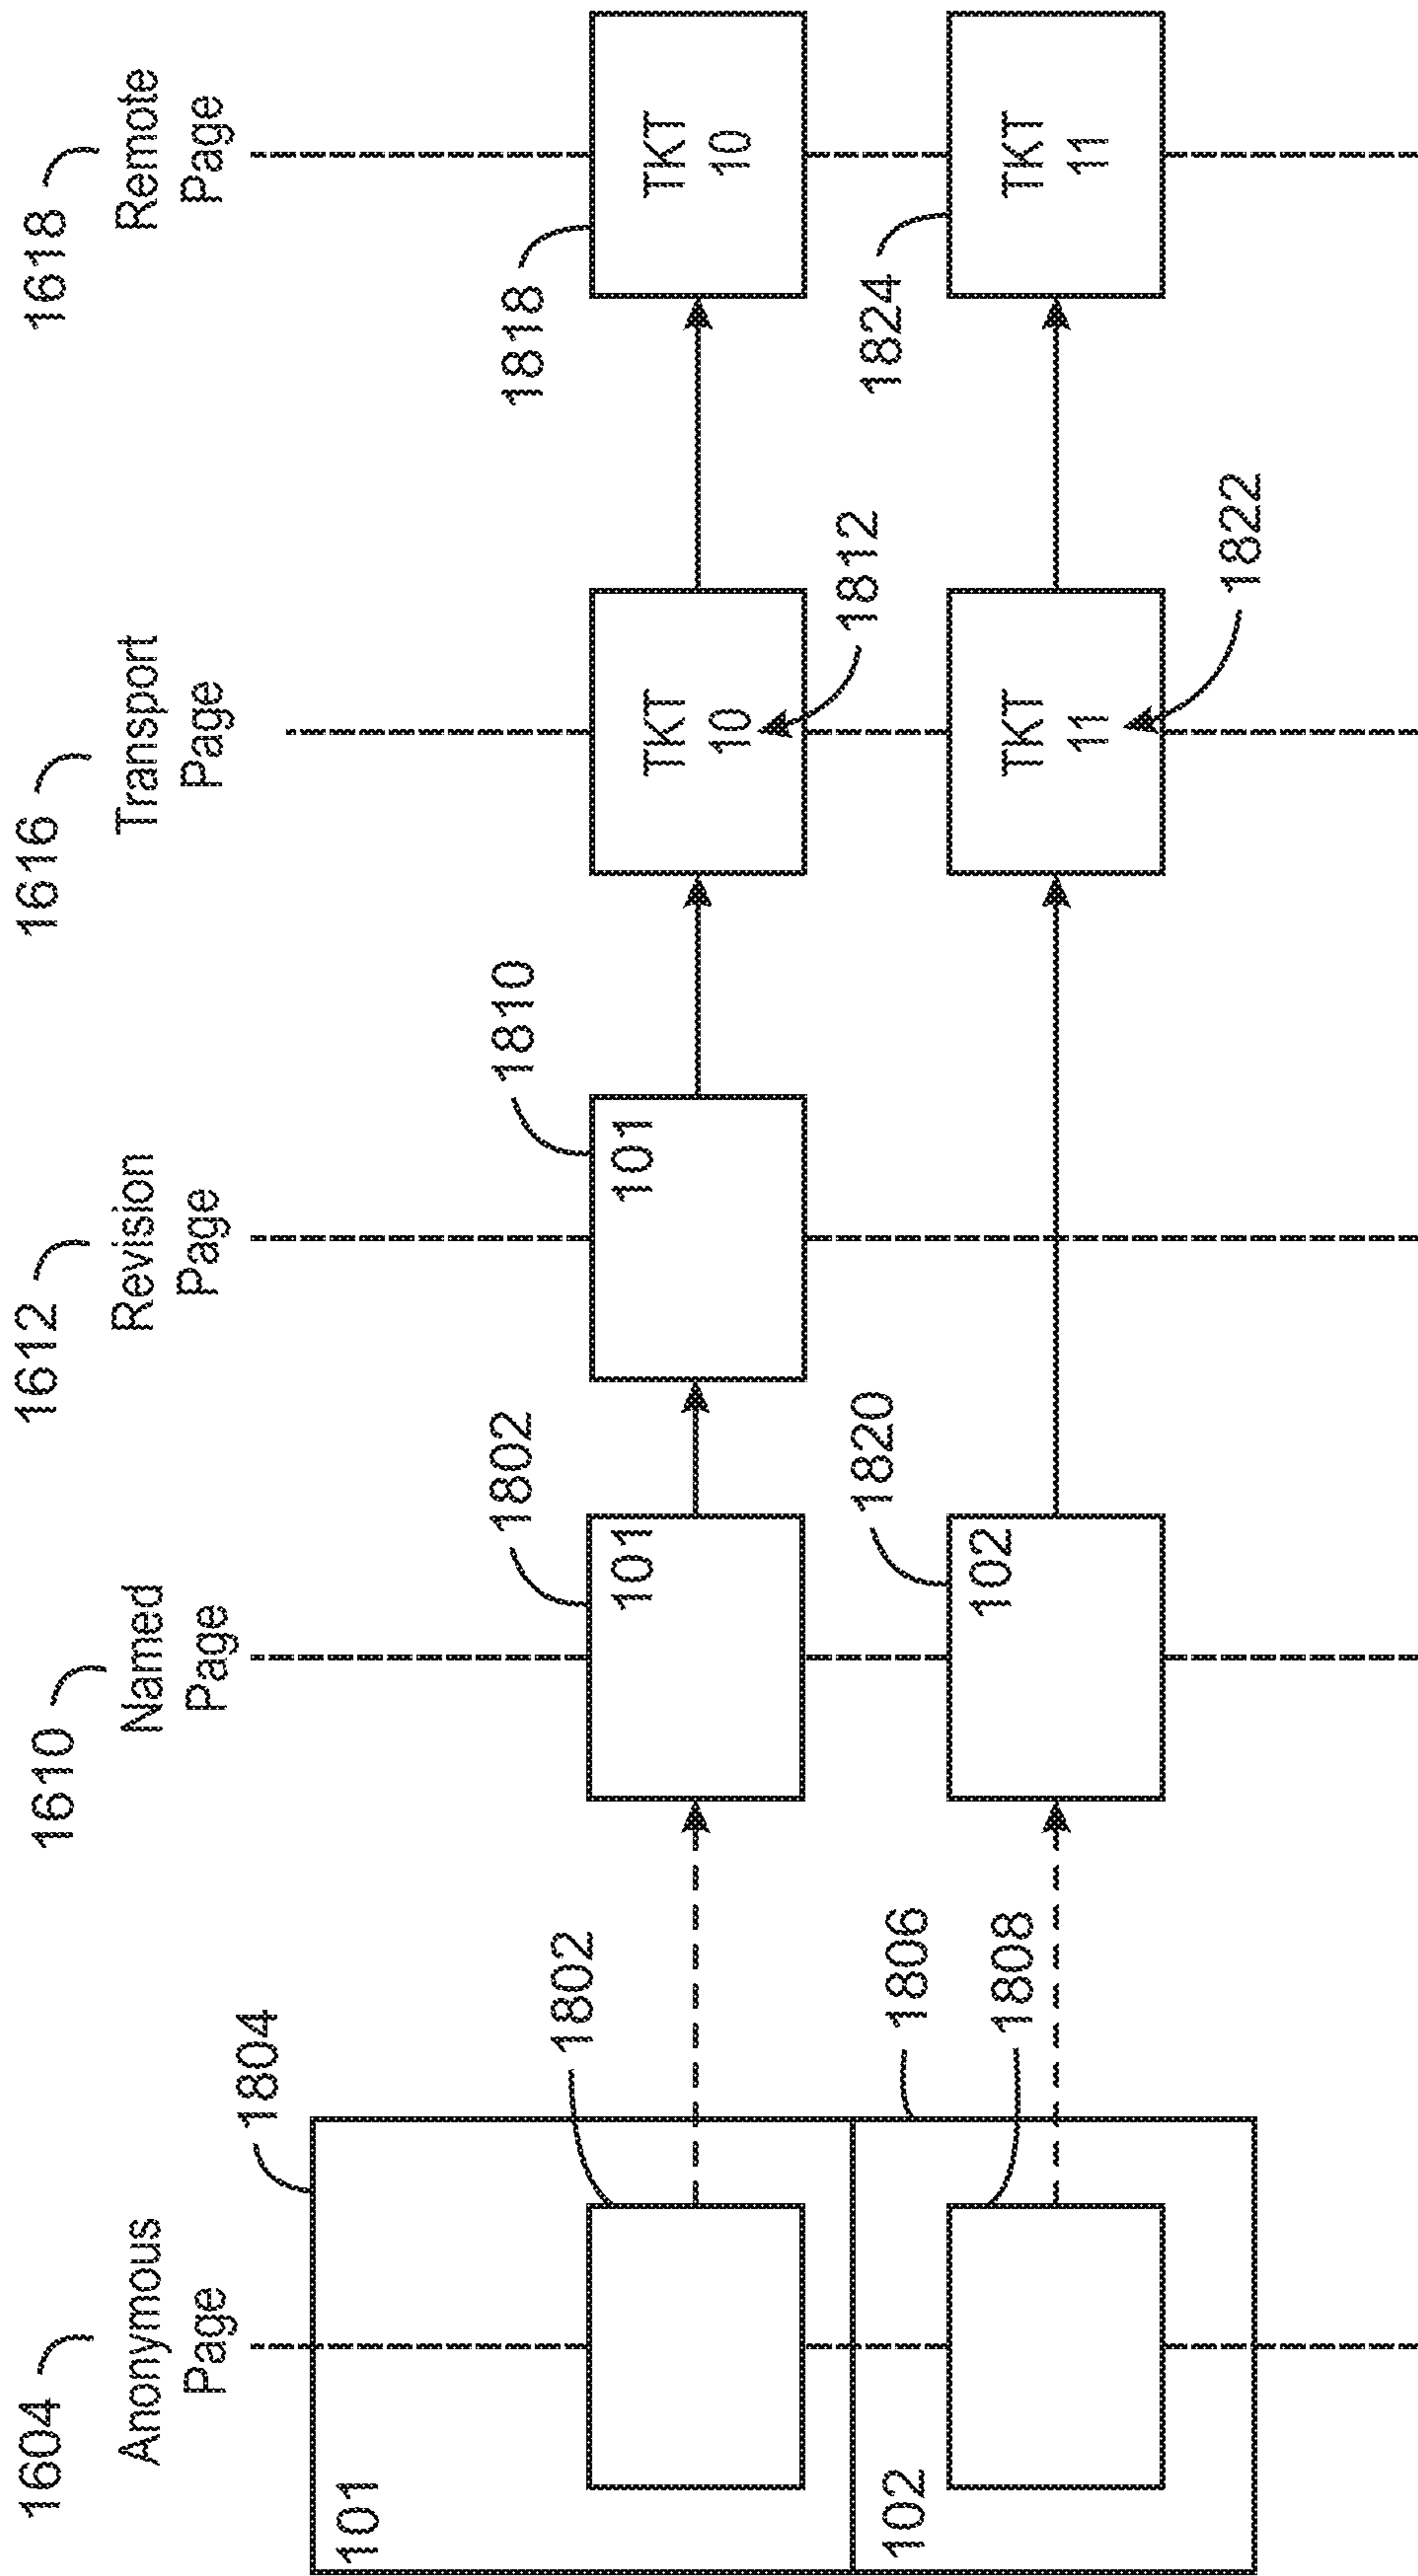 1604
Anonymous
Page
1610
Named
Page
1612
Revision
Page
1616
Transport
Page
1618
Remote
Page
1804
101
1802
1802
101
1810
101
TKT
10
1812
1818
TKT
10
1806
1808
102
1820
102
TKT
11
1822
1824
TKT
11